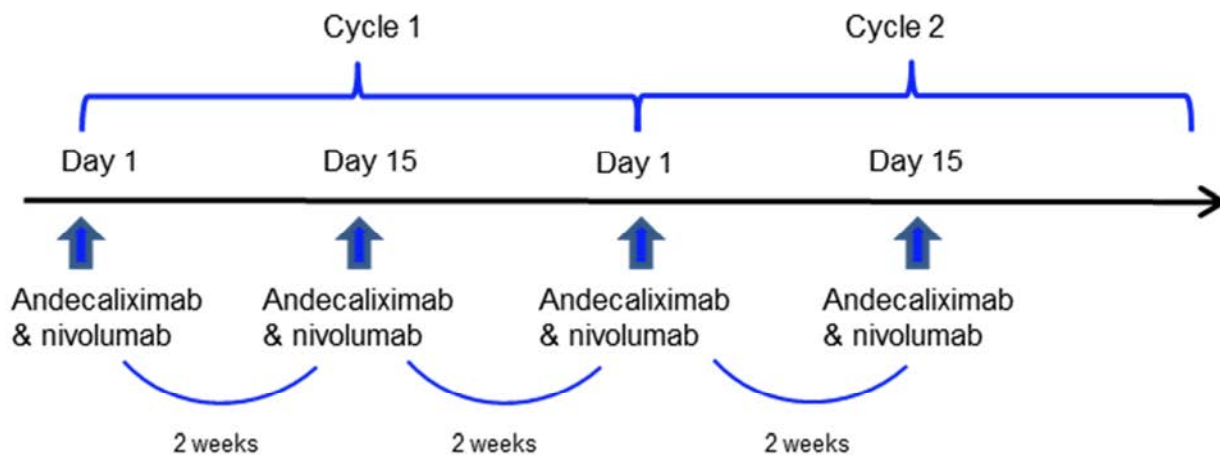 Cycle 1
Cycle 2
Day 1
Day 15
Day 1
Day 15
Andecaliximab
& nivolumab
Andecaliximab
& nivolumab
Andecaliximab
& nivolumab
Andecaliximab
& nivolumab
2 weeks
2 weeks
2 weeks